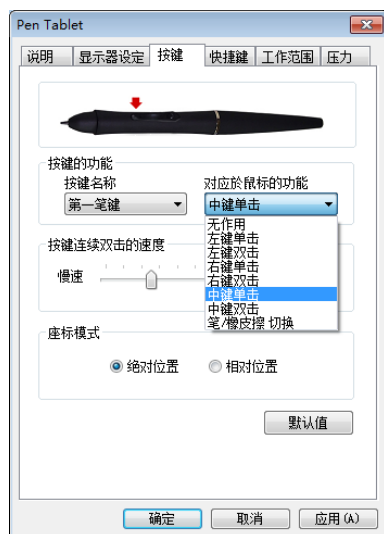 Pen Tablet
说明 显示器设定 按键 快捷鍵 工作范围 压力
按键的功能
按键名称 对应於鼠标的功能
第一笔键 中键单击
无作用
左键单击
左键双击
右键单击
右键双击
中键单击
中键双击
笔/橡皮擦 切换
按键连续双击的速度
慢速
座标模式
绝对位置 相对位置
默认值
确定 取消 应用(A)